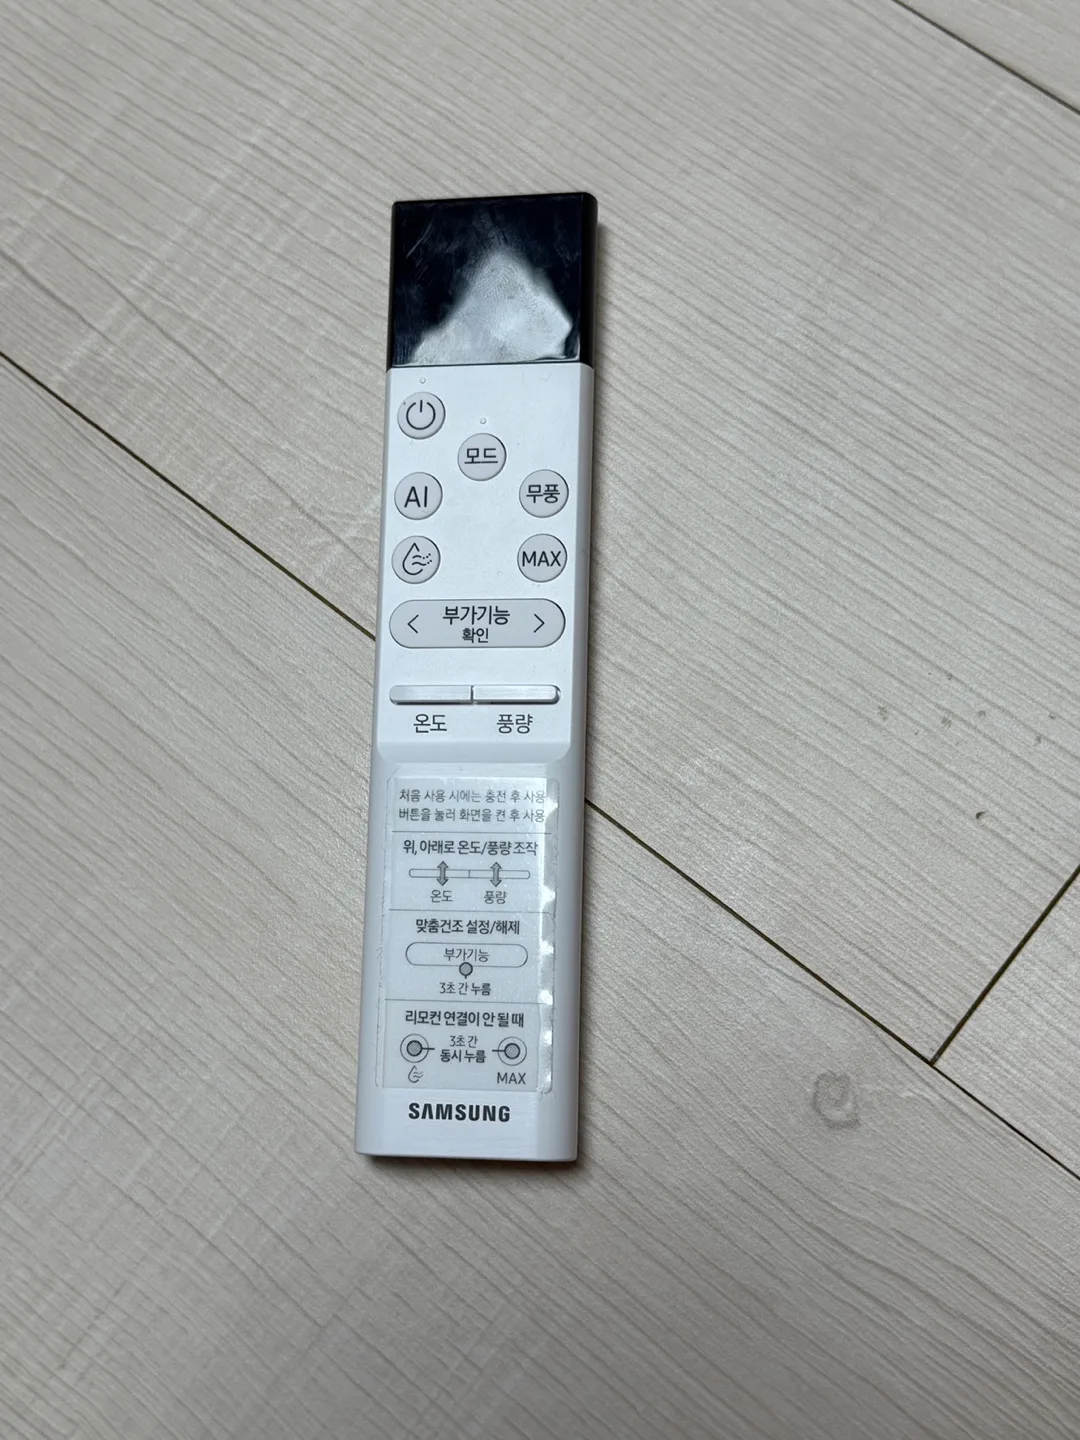 모드
AI
무풍
MAX
부가기능
확인
온도 풍량
처음 사용 시에는 충전 후 사용
버튼을 눌러 화면을 켠 후 사용
위, 아래로 온도/풍량 조작
온도 풍량
맞춤건조 설정/해제
부가기능
3초 간 누름
리모컨 연결이 안 될 때
3초 간
동시 누름
MAX
SAMSUNG